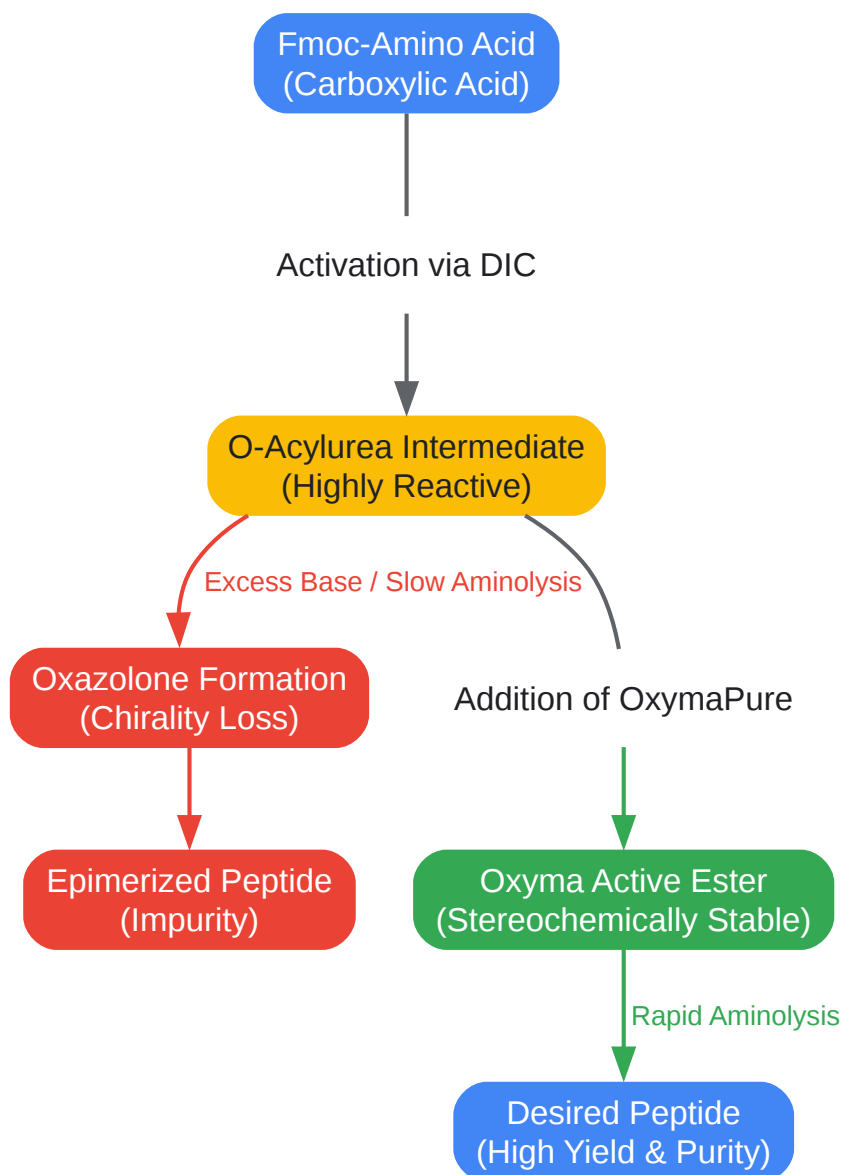 Fmoc-Amino Acid
(Carboxylic Acid)
Activation via DIC
O-Acylurea Intermediate
(Highly Reactive)
Excess Base / Slow Aminolysis
Oxazolone Formation
(Chirality Loss)
Addition of OxymaPure
Epimerized Peptide
(Impurity)
Oxyma Active Ester
(Stereochemically Stable)
Rapid Aminolysis
Desired Peptide
(High Yield & Purity)